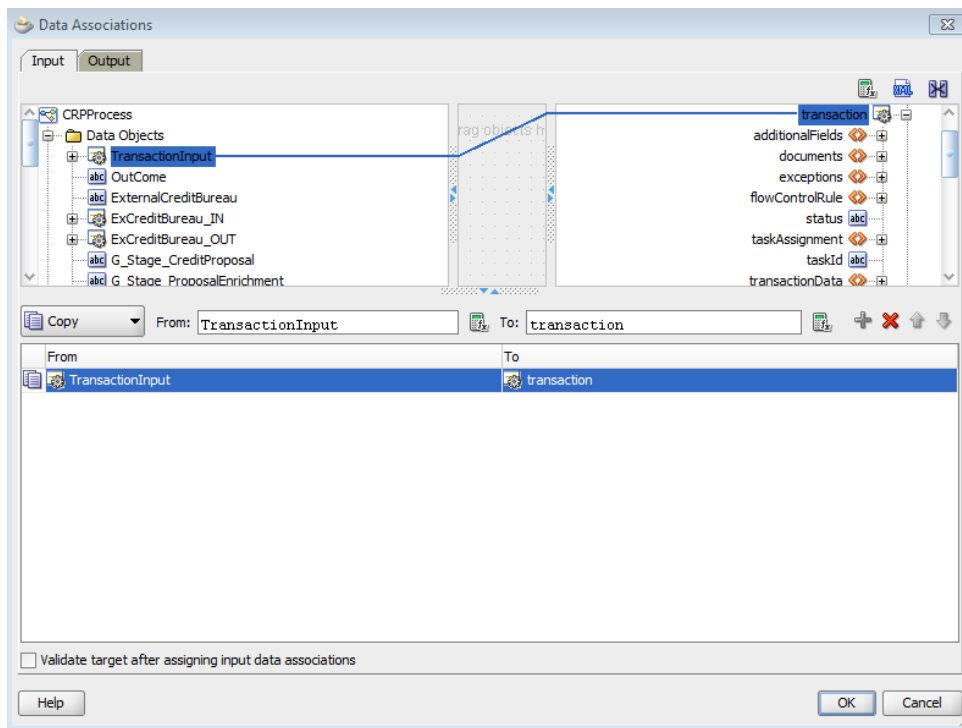 Data Associations
Input Output
CRPProcess
Data Objects
TransactionInput
OutCome
ExternalCreditBureau
ExCreditBureau_IN
ExCreditBureau_OUT
G_Stage_CreditProposal
G_Stage_ProposalEnrichment
rag objects h
transaction
additionalFields
documents
exceptions
flowControlRule
status
taskAssignment
taskId
transactionData
Copy From: TransactionInput To: transaction
From To
TransactionInput transaction
Validate target after assigning input data associations
Help OK Cancel